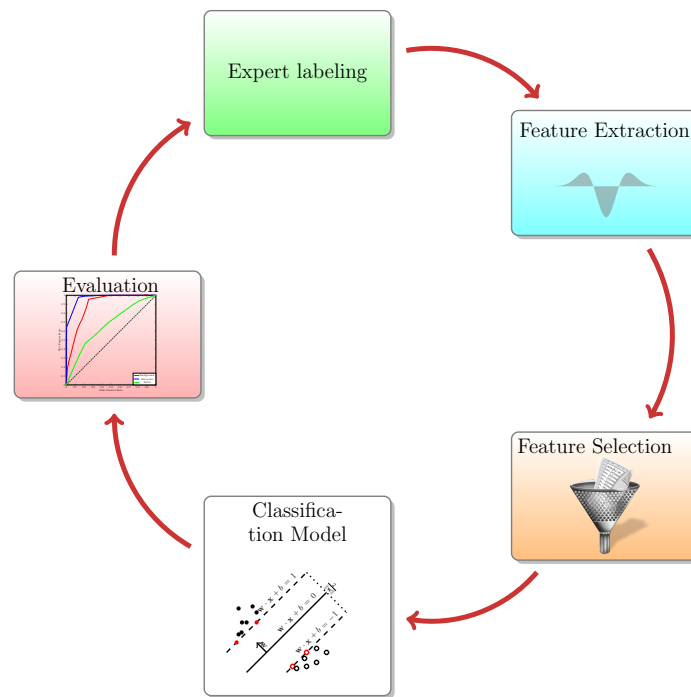 Expert labeling
Feature Extraction
Evaluation
Feature Selection
Classifica-
tion Model
w · x + b = 1
w · x + b = 0
w · x + b = −1